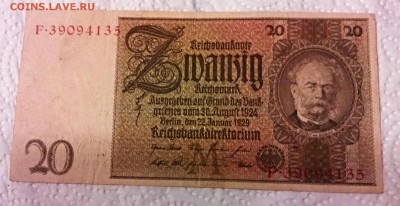 COINS.LAVE.RU
20 Reichsbanknote 20
F·39094135
Zwanzig
Reichsmark
Ausgegeben auf Grund des Bank-
gesetzes vom 30. August 1924
Berlin, den 22. Januar 1929
Reichsbankdirektorium
20
F·39094135